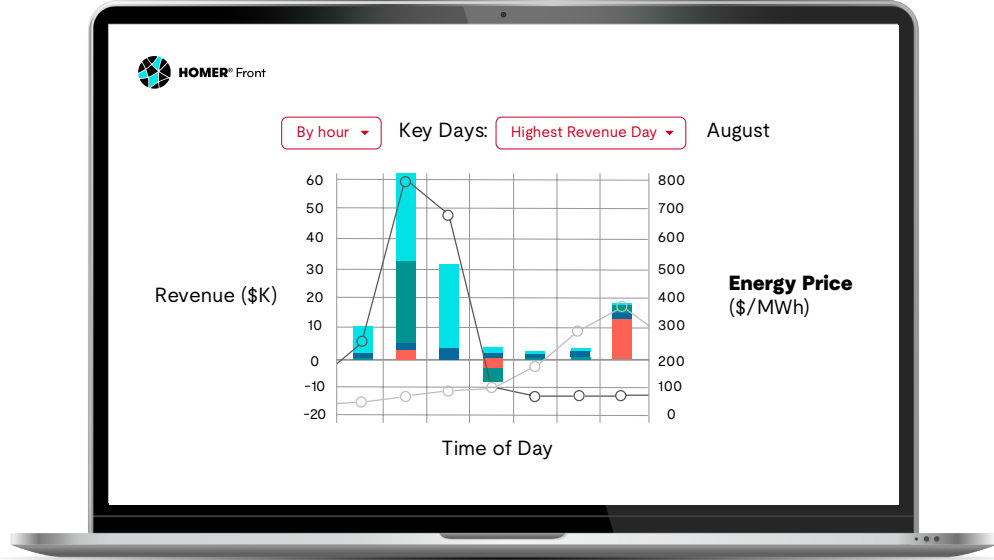 HOMER® Front
By hour
Key Days:
Highest Revenue Day
August
60
50
40
30
20
10
0
-10
-20
Revenue ($K)
800
700
600
500
400
300
200
100
0
Energy Price
($/MWh)
Time of Day